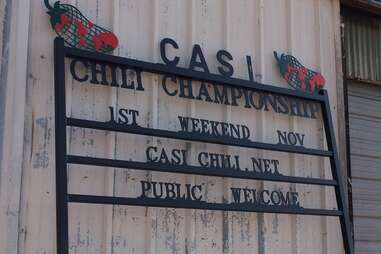 CASI
CHILI CHAMPIONSHIP
1ST WEEKEND NOV
CASI CHILI.NET
PUBLIC WELCOME